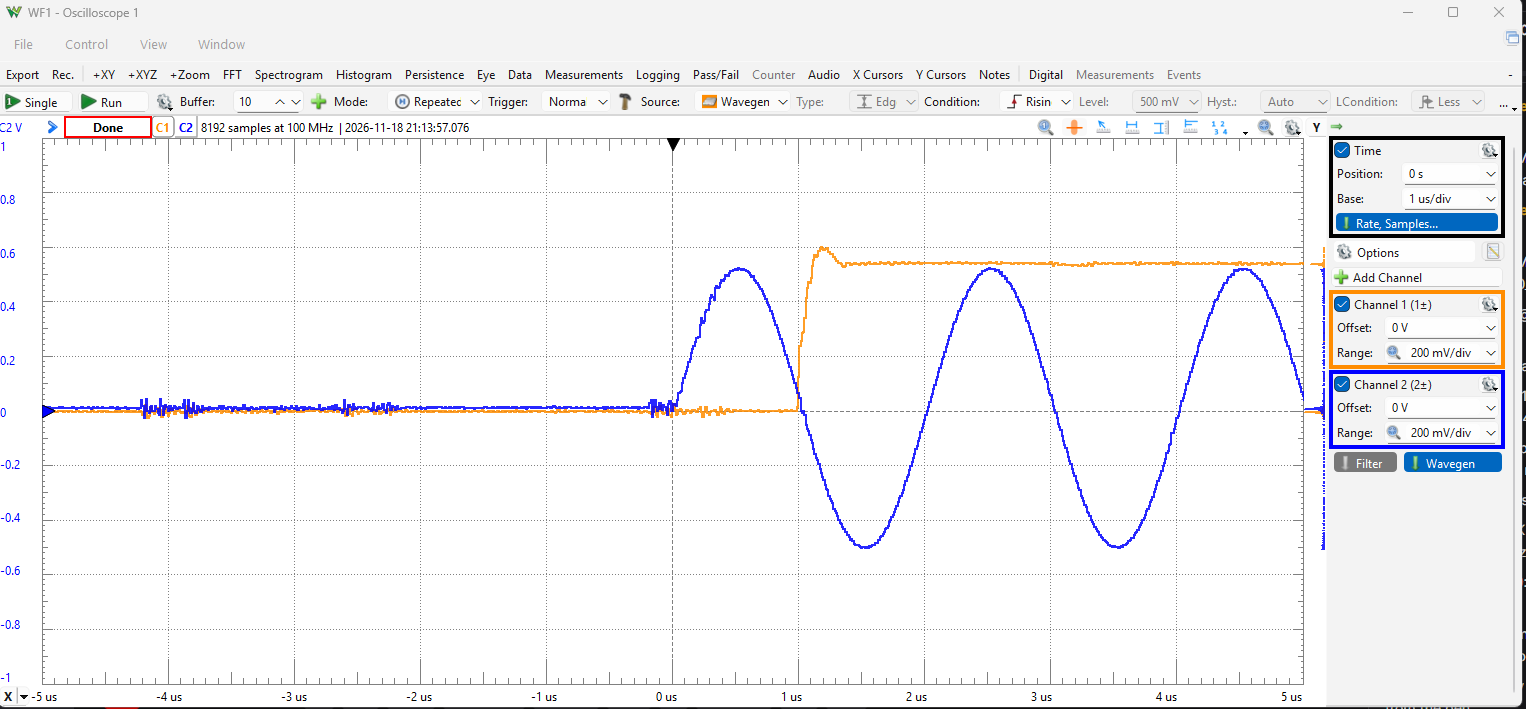 WF1 - Oscilloscope 1
File Control View Window
Export Rec. +XY +XYZ +Zoom FFT Spectrogram Histogram Persistence Eye Data Measurements Logging Pass/Fail Counter Audio X Cursors Y Cursors Notes Digital Measurements Events
Single Run Buffer: 10 Mode: Repeatec Trigger: Norma Source: Wavegen Type: Edg Condition: Risin Level: 500 mV Hyst.: Auto LCondition: Less ...
C2 V Done C1 C2 8192 samples at 100 MHz | 2026-11-18 21:13:57.076 Y
1
0.8
0.6
0.4
0.2
0
-0.2
-0.4
-0.6
-0.8
-1
X -5 us -4 us -3 us -2 us -1 us 0 us 1 us 2 us 3 us 4 us 5 us
Time
Position: 0 s
Base: 1 us/div
Rate, Samples...
Options
Add Channel
Channel 1 (1±)
Offset: 0 V
Range: 200 mV/div
Channel 2 (2±)
Offset: 0 V
Range: 200 mV/div
Filter Wavegen